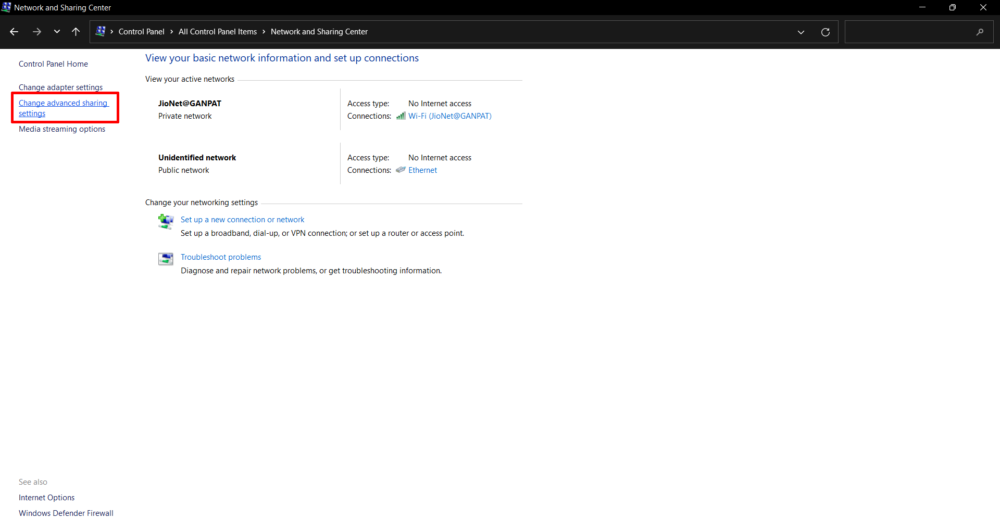 Network and Sharing Center
Control Panel > All Control Panel Items > Network and Sharing Center
Control Panel Home
Change adapter settings
Change advanced sharing
settings
Media streaming options
View your basic network information and set up connections
View your active networks
JioNet@GANPAT
Private network
Access type: No Internet access
Connections: Wi-Fi (JioNet@GANPAT)
Unidentified network
Public network
Access type: No Internet access
Connections: Ethernet
Change your networking settings
Set up a new connection or network
Set up a broadband, dial-up, or VPN connection; or set up a router or access point.
Troubleshoot problems
Diagnose and repair network problems, or get troubleshooting information.
See also
Internet Options
Windows Defender Firewall